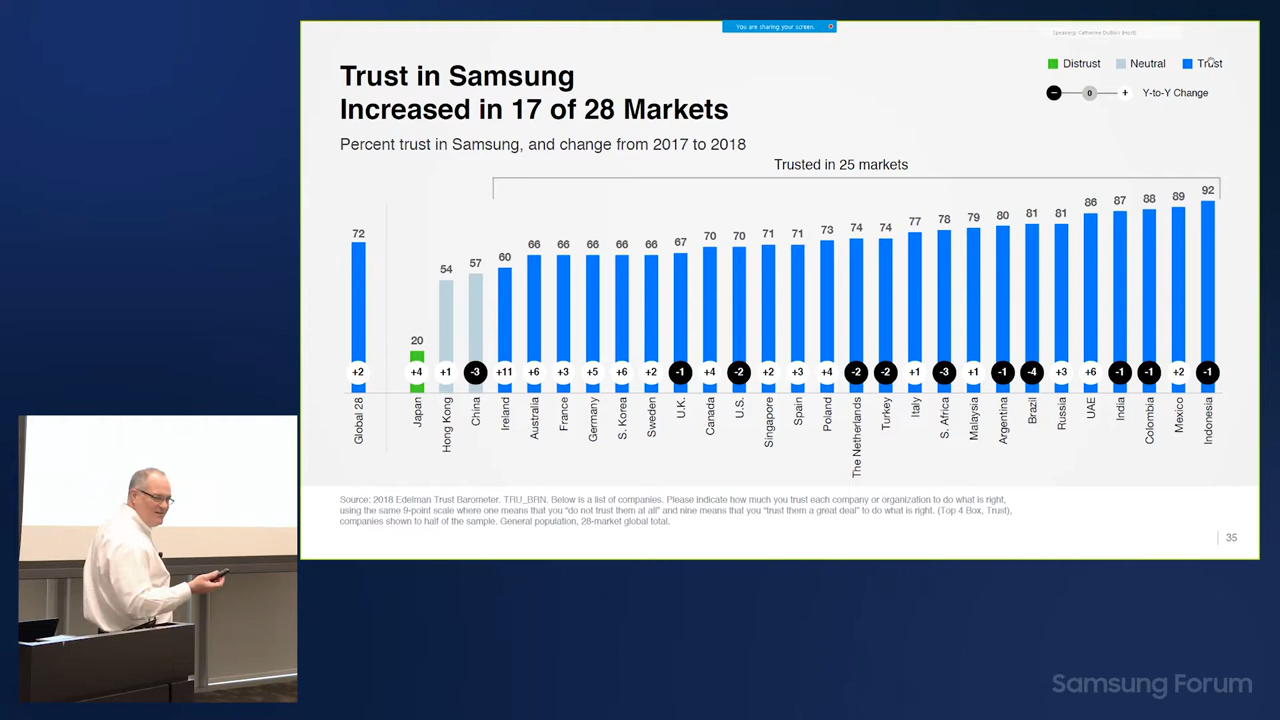 You are sharing your screen.
Speaking: Catherine DuBois (Host)
Trust in Samsung
Increased in 17 of 28 Markets
Distrust Neutral Trust
− 0 + Y-to-Y Change
Percent trust in Samsung, and change from 2017 to 2018
Trusted in 25 markets
72 20 54 57 60 66 66 66 66 66 67 70 70 71 71 73 74 74 77 78 79 80 81 81 86 87 88 89 92
+2 +4 +1 -3 +11 +6 +3 +5 +6 +2 -1 +4 -2 +2 +3 +4 -2 -2 +1 -3 +1 -1 -4 +3 +6 -1 -1 +2 -1
Global 28
Japan
Hong Kong
China
Ireland
Australia
France
Germany
S. Korea
Sweden
U.K.
Canada
U.S.
Singapore
Spain
Poland
The Netherlands
Turkey
Italy
S. Africa
Malaysia
Argentina
Brazil
Russia
UAE
India
Colombia
Mexico
Indonesia
Source: 2018 Edelman Trust Barometer. TRU_BRN. Below is a list of companies. Please indicate how much you trust each company or organization to do what is right,
using the same 9-point scale where one means that you “do not trust them at all” and nine means that you “trust them a great deal” to do what is right. (Top 4 Box, Trust),
companies shown to half of the sample. General population, 28-market global total.
35
Samsung Forum